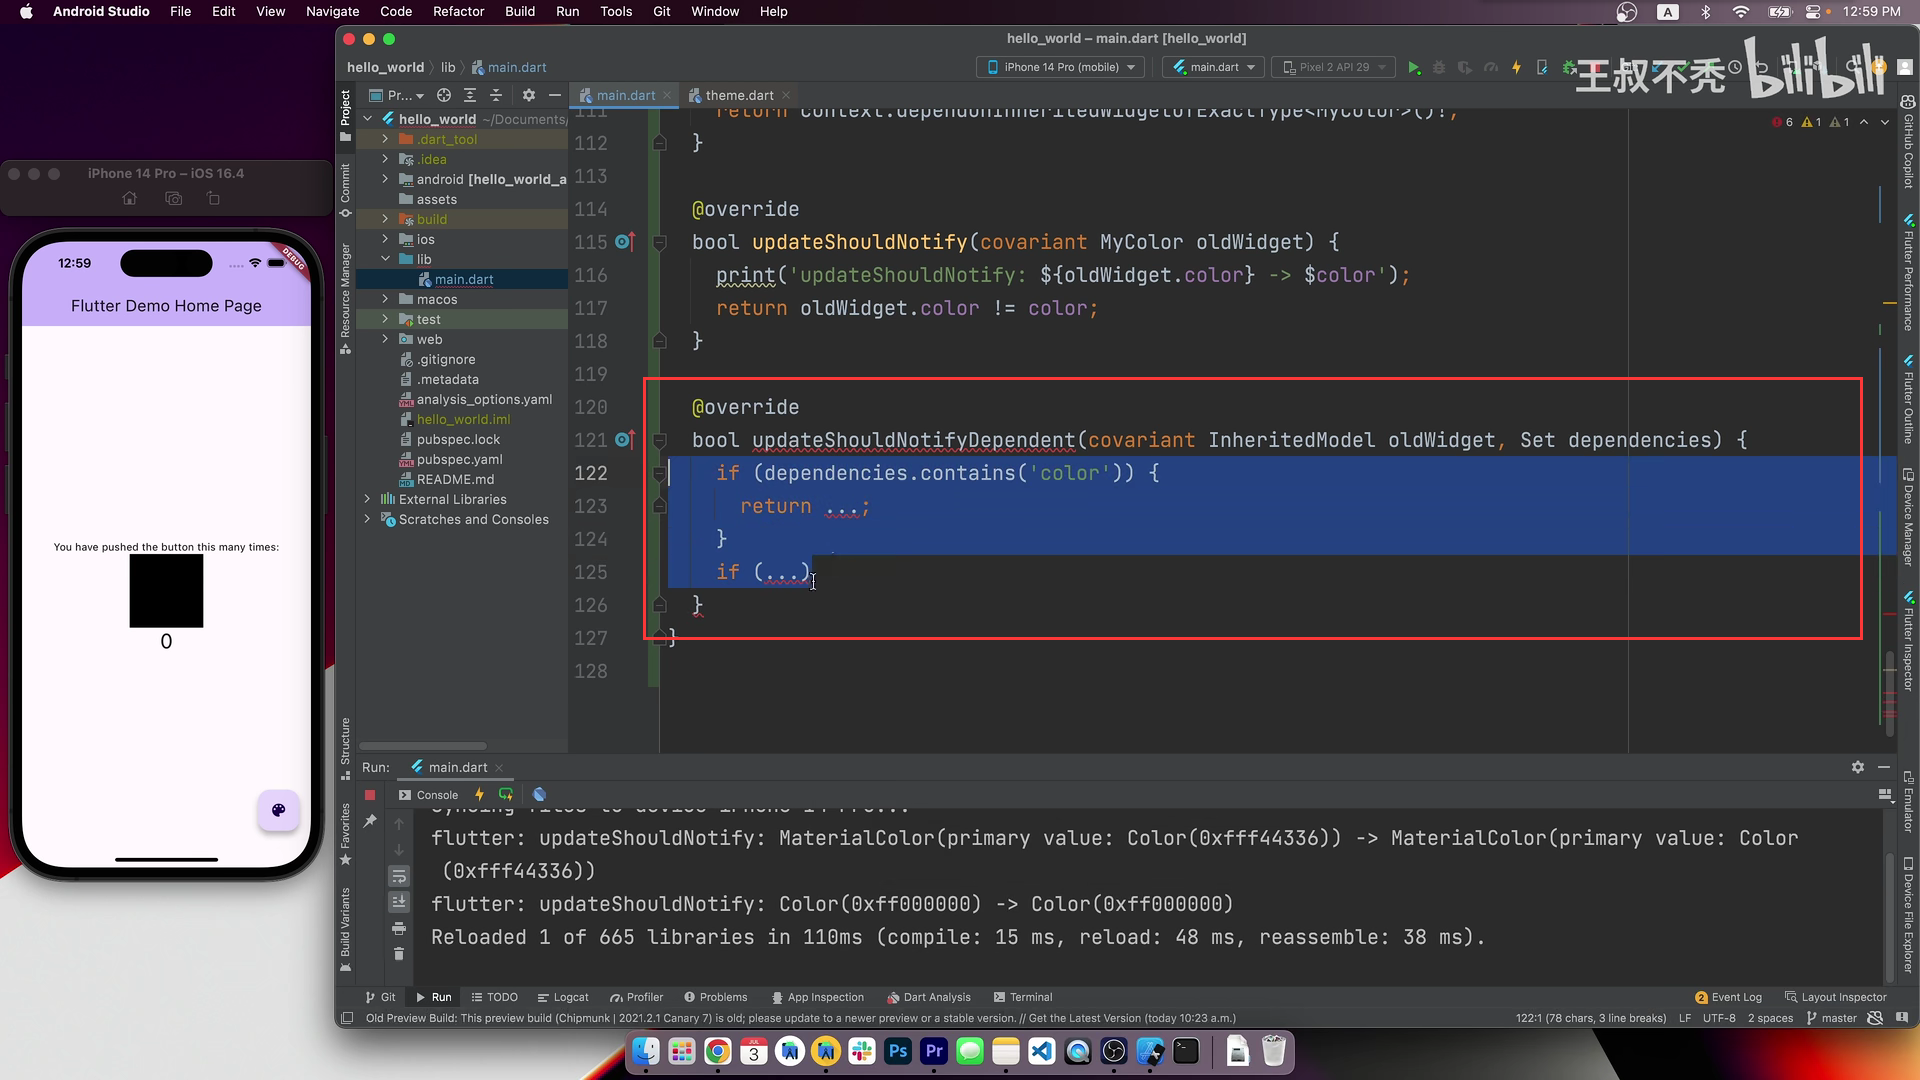 Android Studio File Edit View Navigate Code Refactor Build Run Tools Git Window Help
A 12:59 PM
hello_world – main.dart [hello_world]
hello_world lib main.dart
iPhone 14 Pro (mobile) main.dart Pixel 2 API 29
王叔不秃 bilibili
Pr...
main.dart theme.dart
6 1 1
iPhone 14 Pro – iOS 16.4
12:59
DEBUG
Flutter Demo Home Page
You have pushed the button this many times:
0
Project
Commit
Resource Manager
Structure
Favorites
Build Variants
hello_world ~/Documents/
.dart_tool
.idea
android [hello_world_a
assets
build
ios
lib
main.dart
macos
test
web
.gitignore
.metadata
analysis_options.yaml
hello_world.iml
pubspec.lock
pubspec.yaml
README.md
External Libraries
Scratches and Consoles
111 return context.dependOnInheritedWidgetOfExactType<MyColor>()!;
112 }
113
114 @override
115 bool updateShouldNotify(covariant MyColor oldWidget) {
116 print('updateShouldNotify: ${oldWidget.color} -> $color');
117 return oldWidget.color != color;
118 }
119
120 @override
121 bool updateShouldNotifyDependent(covariant InheritedModel oldWidget, Set dependencies) {
122 if (dependencies.contains('color')) {
123 return ...;
124 }
125 if (...)
126 }
127 }
128
GitHub Copilot
Flutter Performance
Flutter Outline
Device Manager
Flutter Inspector
Emulator
Device File Explorer
Run: main.dart
Console
Syncing files to device iPhone 14 Pro...
flutter: updateShouldNotify: MaterialColor(primary value: Color(0xfff44336)) -> MaterialColor(primary value: Color
(0xfff44336))
flutter: updateShouldNotify: Color(0xff000000) -> Color(0xff000000)
Reloaded 1 of 665 libraries in 110ms (compile: 15 ms, reload: 48 ms, reassemble: 38 ms).
Git Run TODO Logcat Profiler Problems App Inspection Dart Analysis Terminal 2 Event Log Layout Inspector
Old Preview Build: This preview build (Chipmunk | 2021.2.1 Canary 7) is old; please update to a newer preview or a stable version. // Get the Latest Version (today 10:23 a.m.) 122:1 (78 chars, 3 line breaks) LF UTF-8 2 spaces master
JUL
3
Ps
Pr